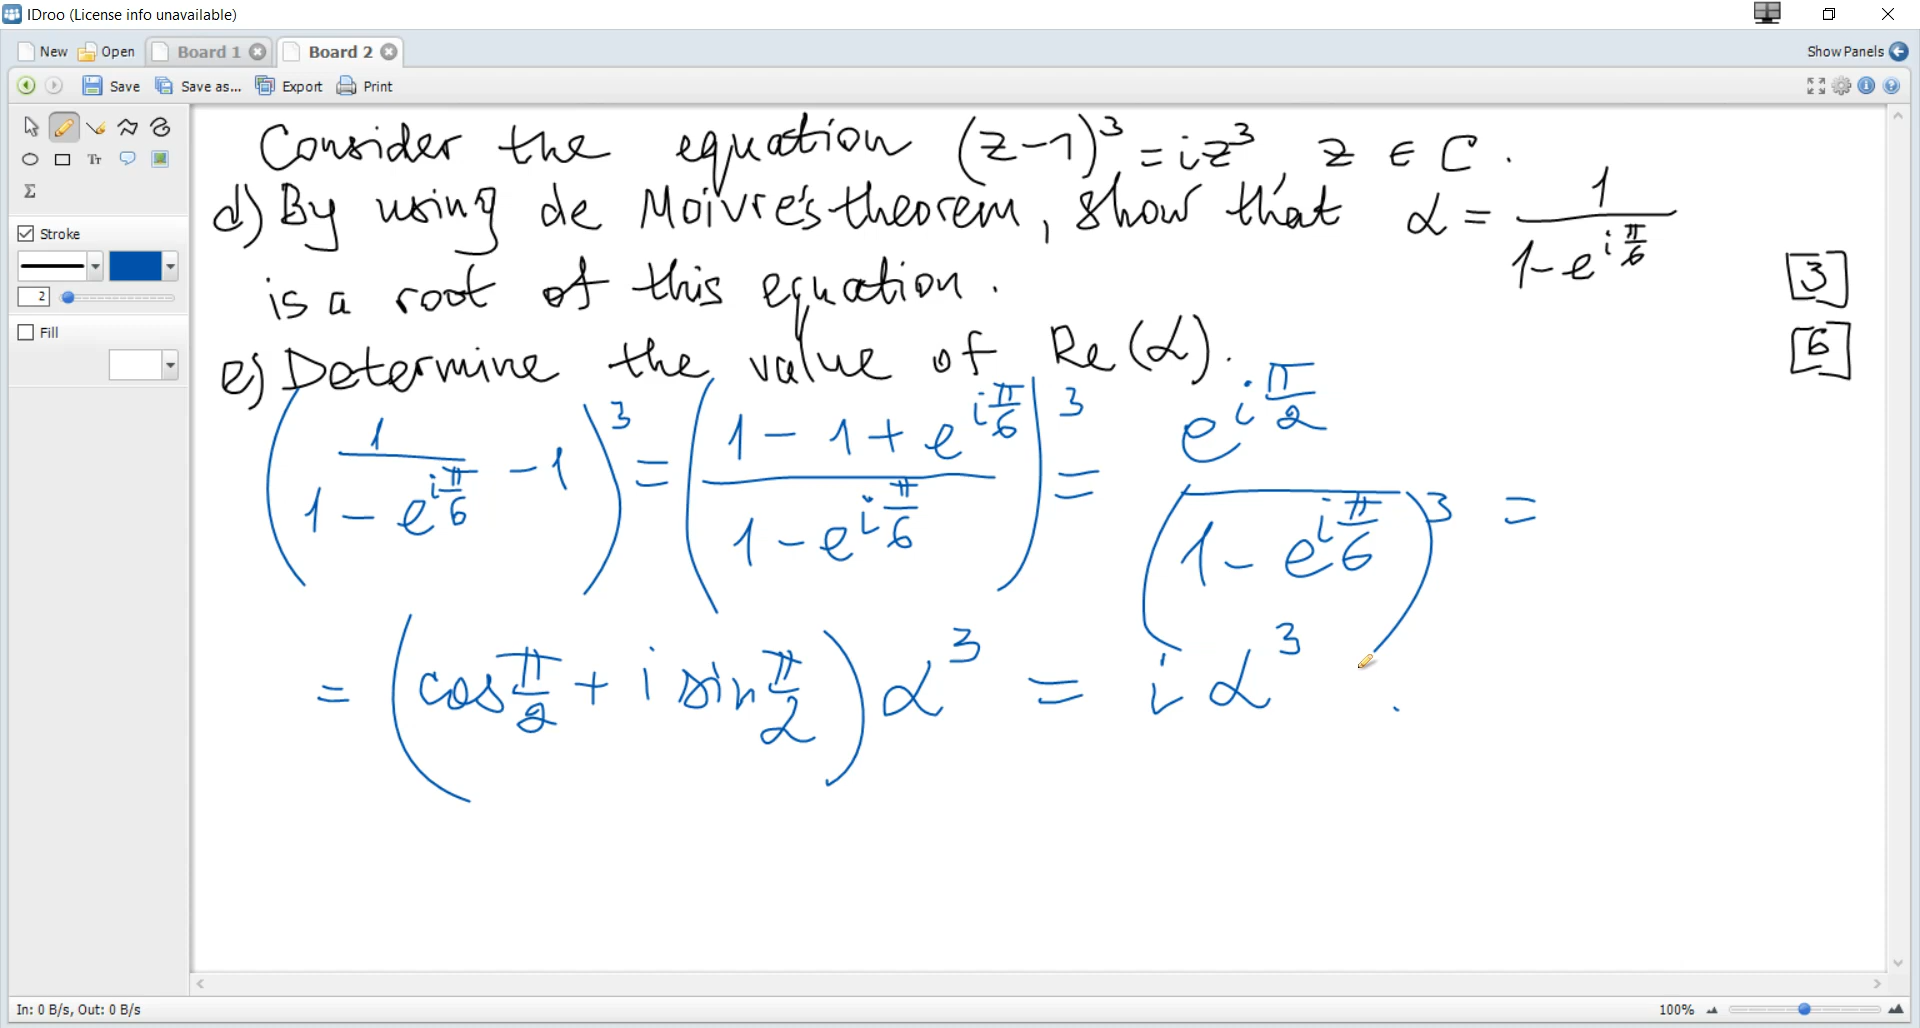 IDroo (License info unavailable)
New Open Board 1 Board 2 Show Panels
Save Save as... Export Print
Tr
Σ
Stroke
2
Fill
Consider the equation (z-1)³ = iz³, z ∈ C.
d) By using de Moivre's theorem, show that α = 1/(1-e^(iπ/6))
is a root of this equation. [3]
e) Determine the value of Re(α). [6]
(1/(1-e^(iπ/6)) - 1)³ = ((1-1+e^(iπ/6))/(1-e^(iπ/6)))³ = e^(iπ/2)/(1-e^(iπ/6))³ =
= (cos π/2 + i sin π/2) α³ = i α³ .
In: 0 B/s, Out: 0 B/s 100%